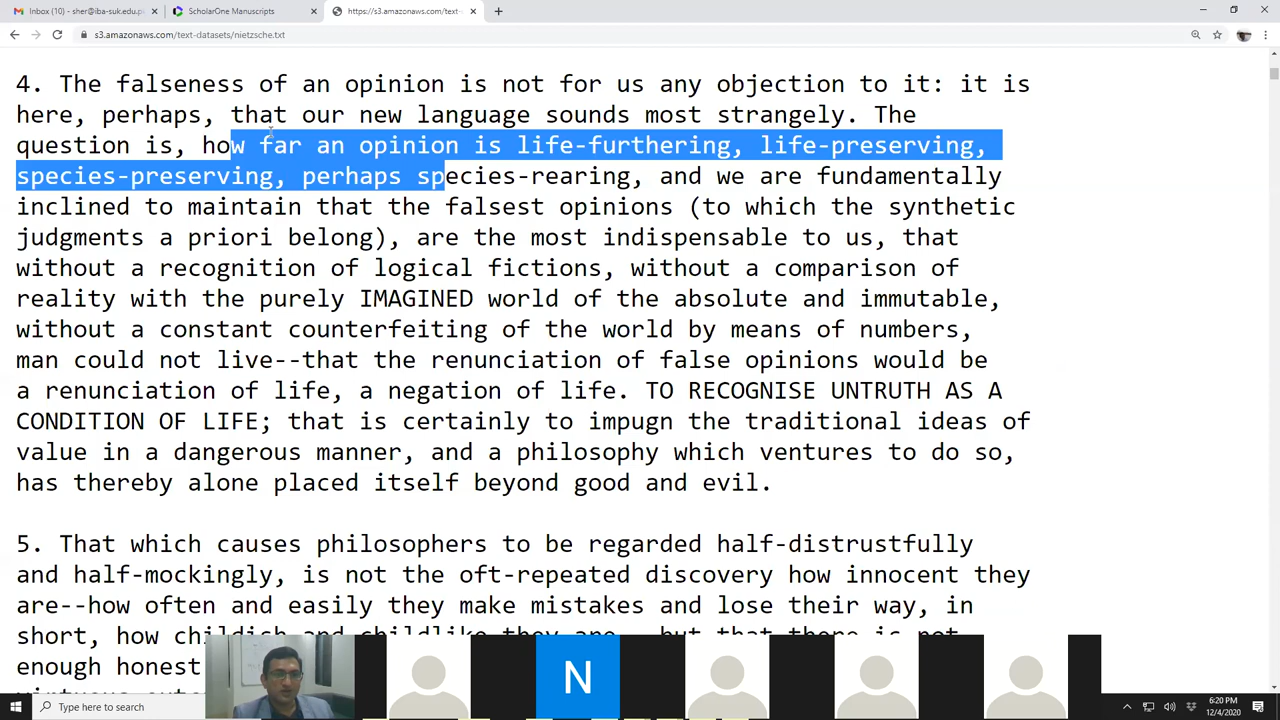 Inbox (10) - sher@iba-suk.edu.p
ScholarOne Manuscripts
https://s3.amazonaws.com/text-
s3.amazonaws.com/text-datasets/nietzsche.txt
4. The falseness of an opinion is not for us any objection to it: it is
here, perhaps, that our new language sounds most strangely. The
question is, how far an opinion is life-furthering, life-preserving,
species-preserving, perhaps species-rearing, and we are fundamentally
inclined to maintain that the falsest opinions (to which the synthetic
judgments a priori belong), are the most indispensable to us, that
without a recognition of logical fictions, without a comparison of
reality with the purely IMAGINED world of the absolute and immutable,
without a constant counterfeiting of the world by means of numbers,
man could not live--that the renunciation of false opinions would be
a renunciation of life, a negation of life. TO RECOGNISE UNTRUTH AS A
CONDITION OF LIFE; that is certainly to impugn the traditional ideas of
value in a dangerous manner, and a philosophy which ventures to do so,
has thereby alone placed itself beyond good and evil.
5. That which causes philosophers to be regarded half-distrustfully
and half-mockingly, is not the oft-repeated discovery how innocent they
are--how often and easily they make mistakes and lose their way, in
short, how childish and childlike they are,--but that there is not
enough honest
N
Type here to search
6:20 PM
12/4/2020